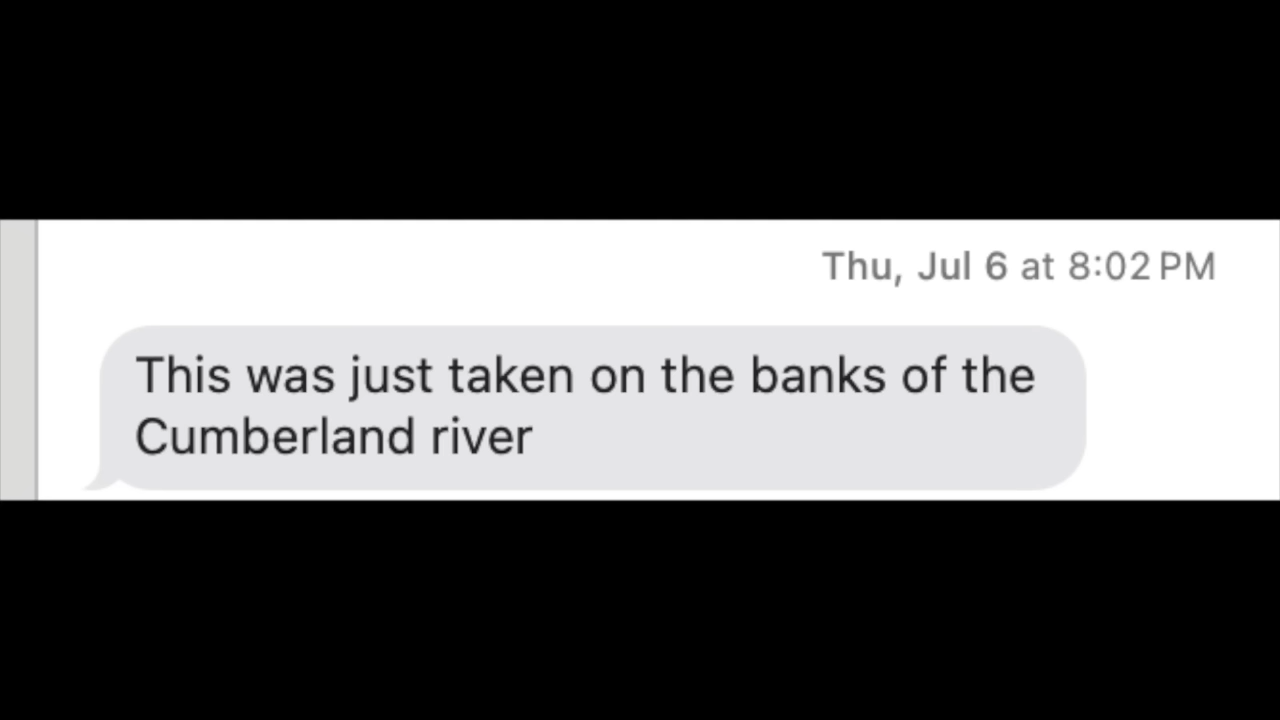 Thu, Jul 6 at 8:02 PM
This was just taken on the banks of the
Cumberland river